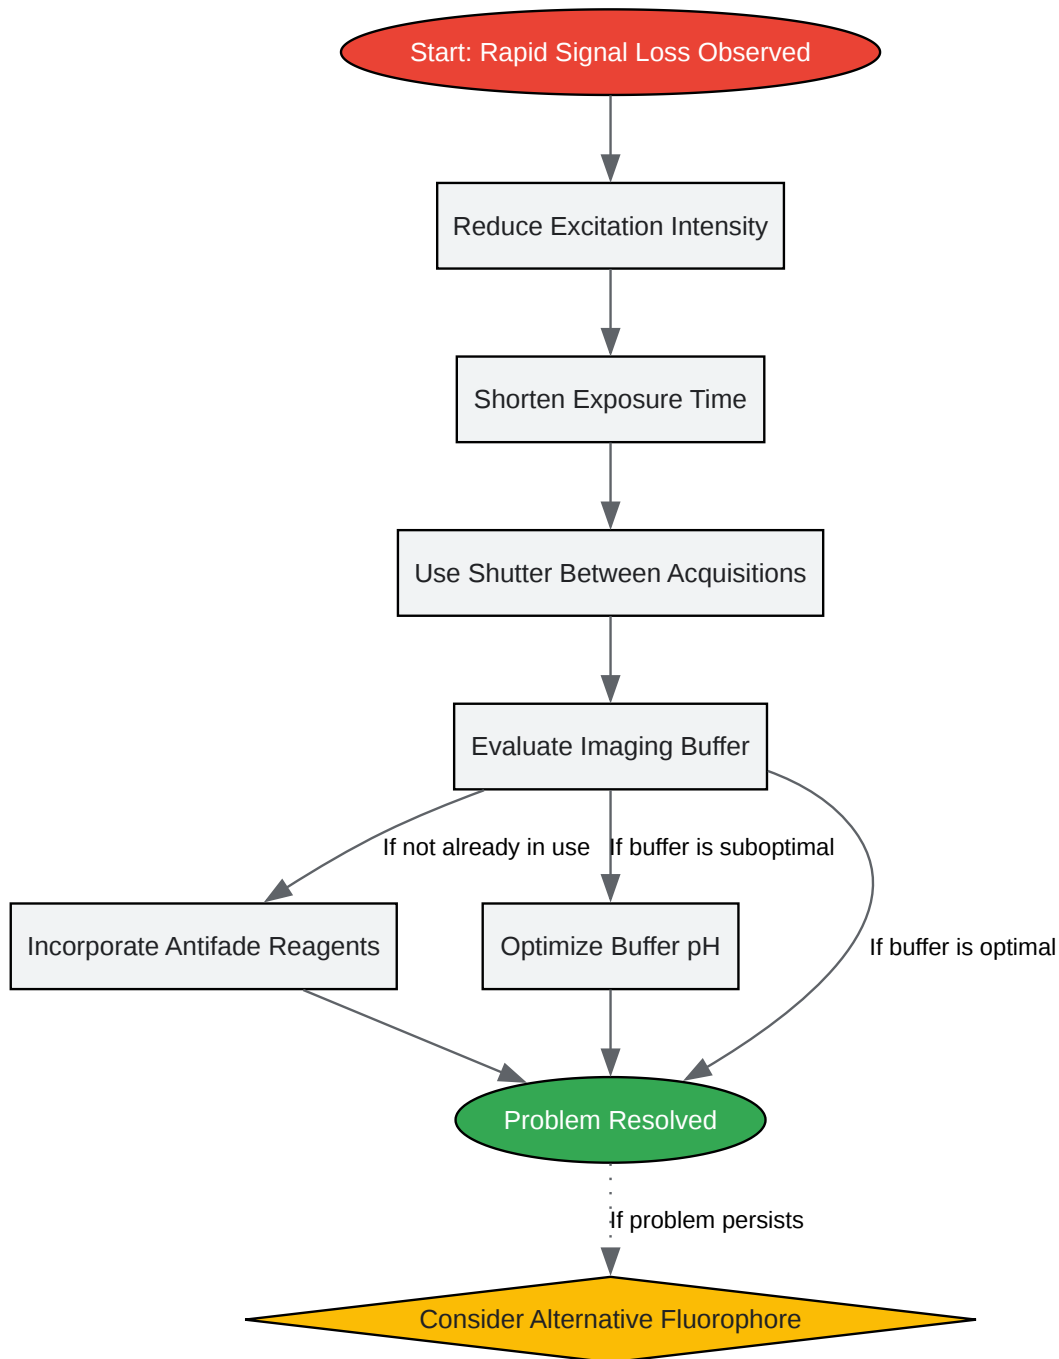 Start: Rapid Signal Loss Observed
Reduce Excitation Intensity
Shorten Exposure Time
Use Shutter Between Acquisitions
Evaluate Imaging Buffer
If not already in use
If buffer is suboptimal
Incorporate Antifade Reagents
Optimize Buffer pH
If buffer is optimal
Problem Resolved
If problem persists
Consider Alternative Fluorophore